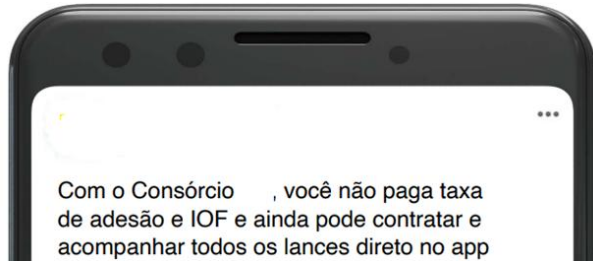 Com o Consórcio , você não paga taxa
de adesão e IOF e ainda pode contratar e
acompanhar todos os lances direto no app